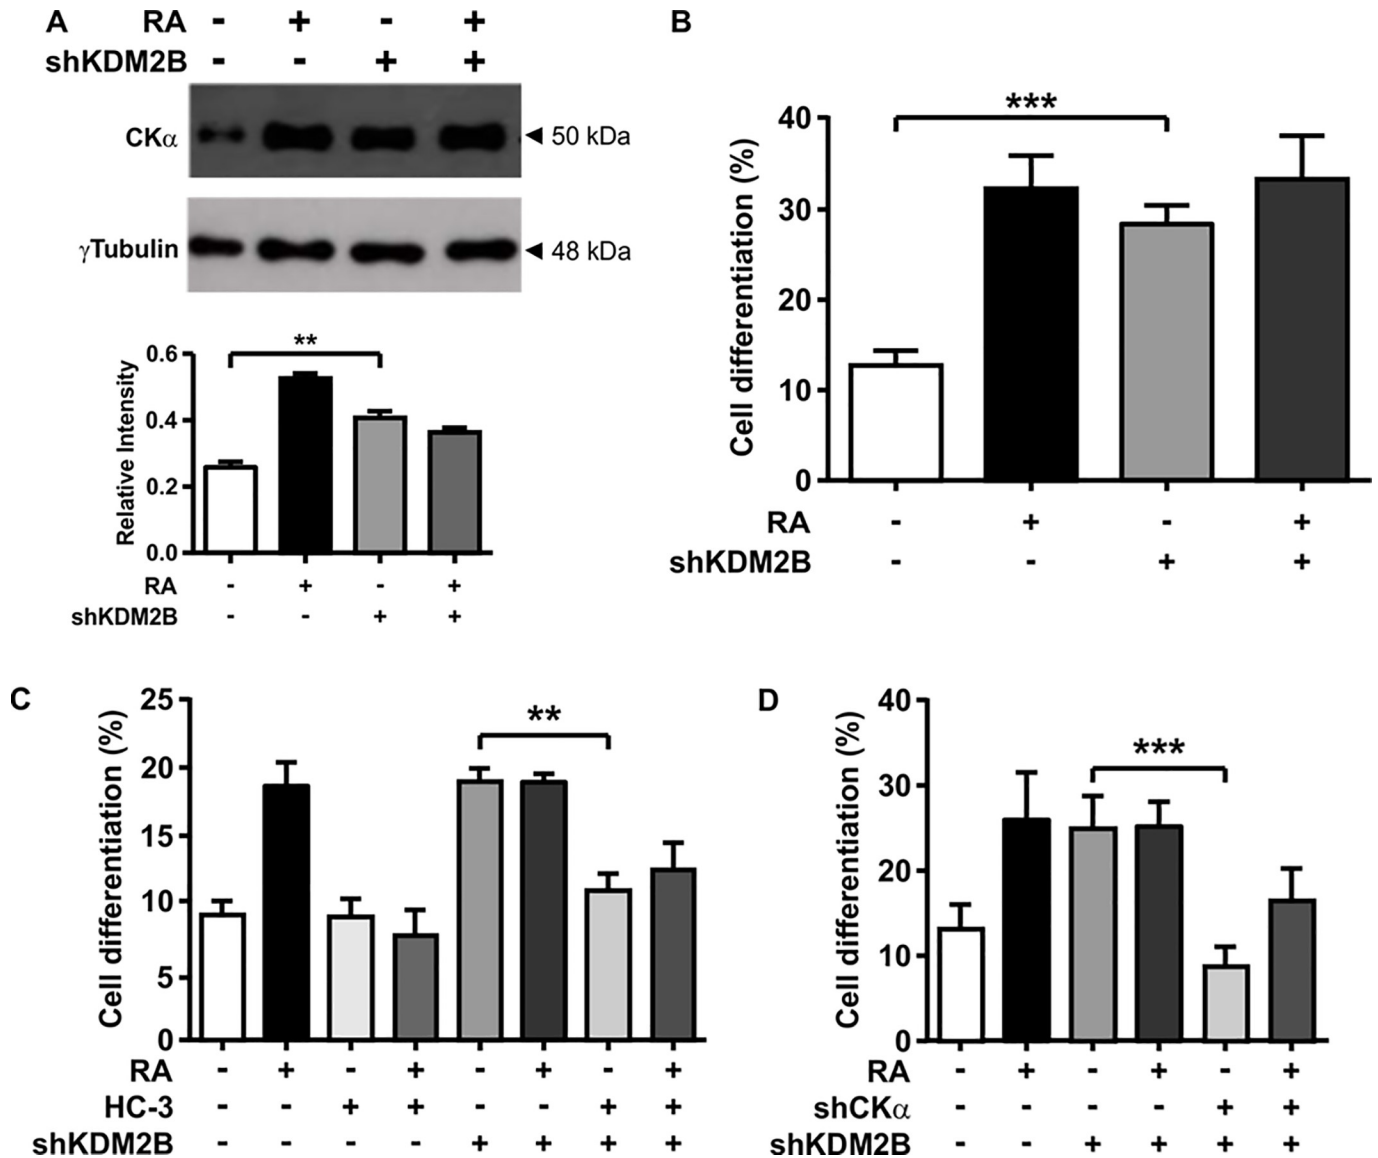 A RA - + - +
shKDM2B - - + +
CKα ◄ 50 kDa
γTubulin ◄ 48 kDa
Relative Intensity
0.6
0.4
0.2
0.0
**
RA - + - +
shKDM2B - - + +
B
Cell differentiation (%)
40
30
20
10
0
***
RA - + - +
shKDM2B - - + +
C
Cell differentiation (%)
25
20
15
10
5
0
**
RA - + - + - + - +
HC-3 - - + + - - + +
shKDM2B - - - - + + + +
D
Cell differentiation (%)
40
30
20
10
0
***
RA - + - + - +
shCKα - - - - + +
shKDM2B - - + + + +